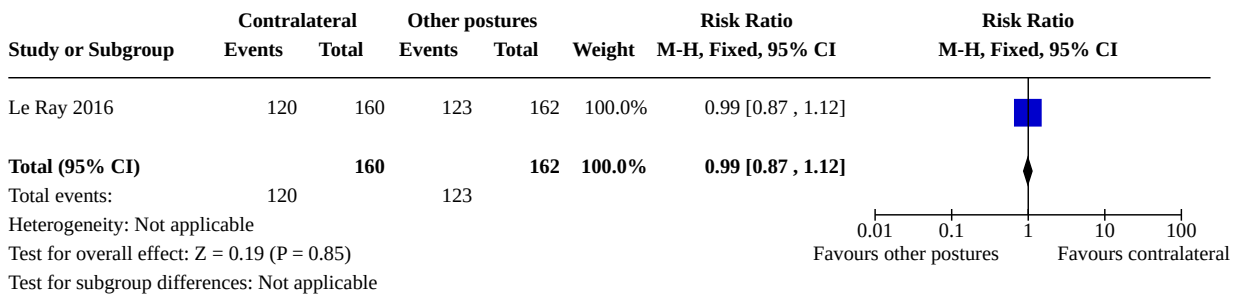 Contralateral Other postures Risk Ratio Risk Ratio
Study or Subgroup Events Total Events Total Weight M-H, Fixed, 95% CI M-H, Fixed, 95% CI
Le Ray 2016 120 160 123 162 100.0% 0.99 [0.87 , 1.12]
Total (95% CI) 160 162 100.0% 0.99 [0.87 , 1.12]
Total events: 120 123
Heterogeneity: Not applicable
0.01 0.1 1 10 100
Test for overall effect: Z = 0.19 (P = 0.85) Favours other postures Favours contralateral
Test for subgroup differences: Not applicable